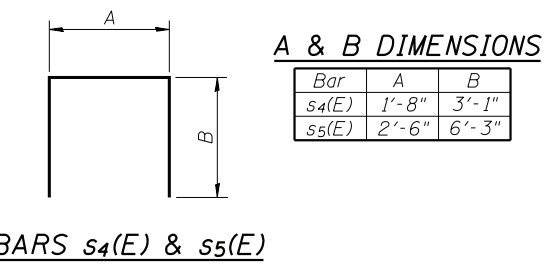 A
B
BARS s4(E) & s5(E)
A & B DIMENSIONS
Bar A B
s4(E) 1'-8" 3'-1"
s5(E) 2'-6" 6'-3"